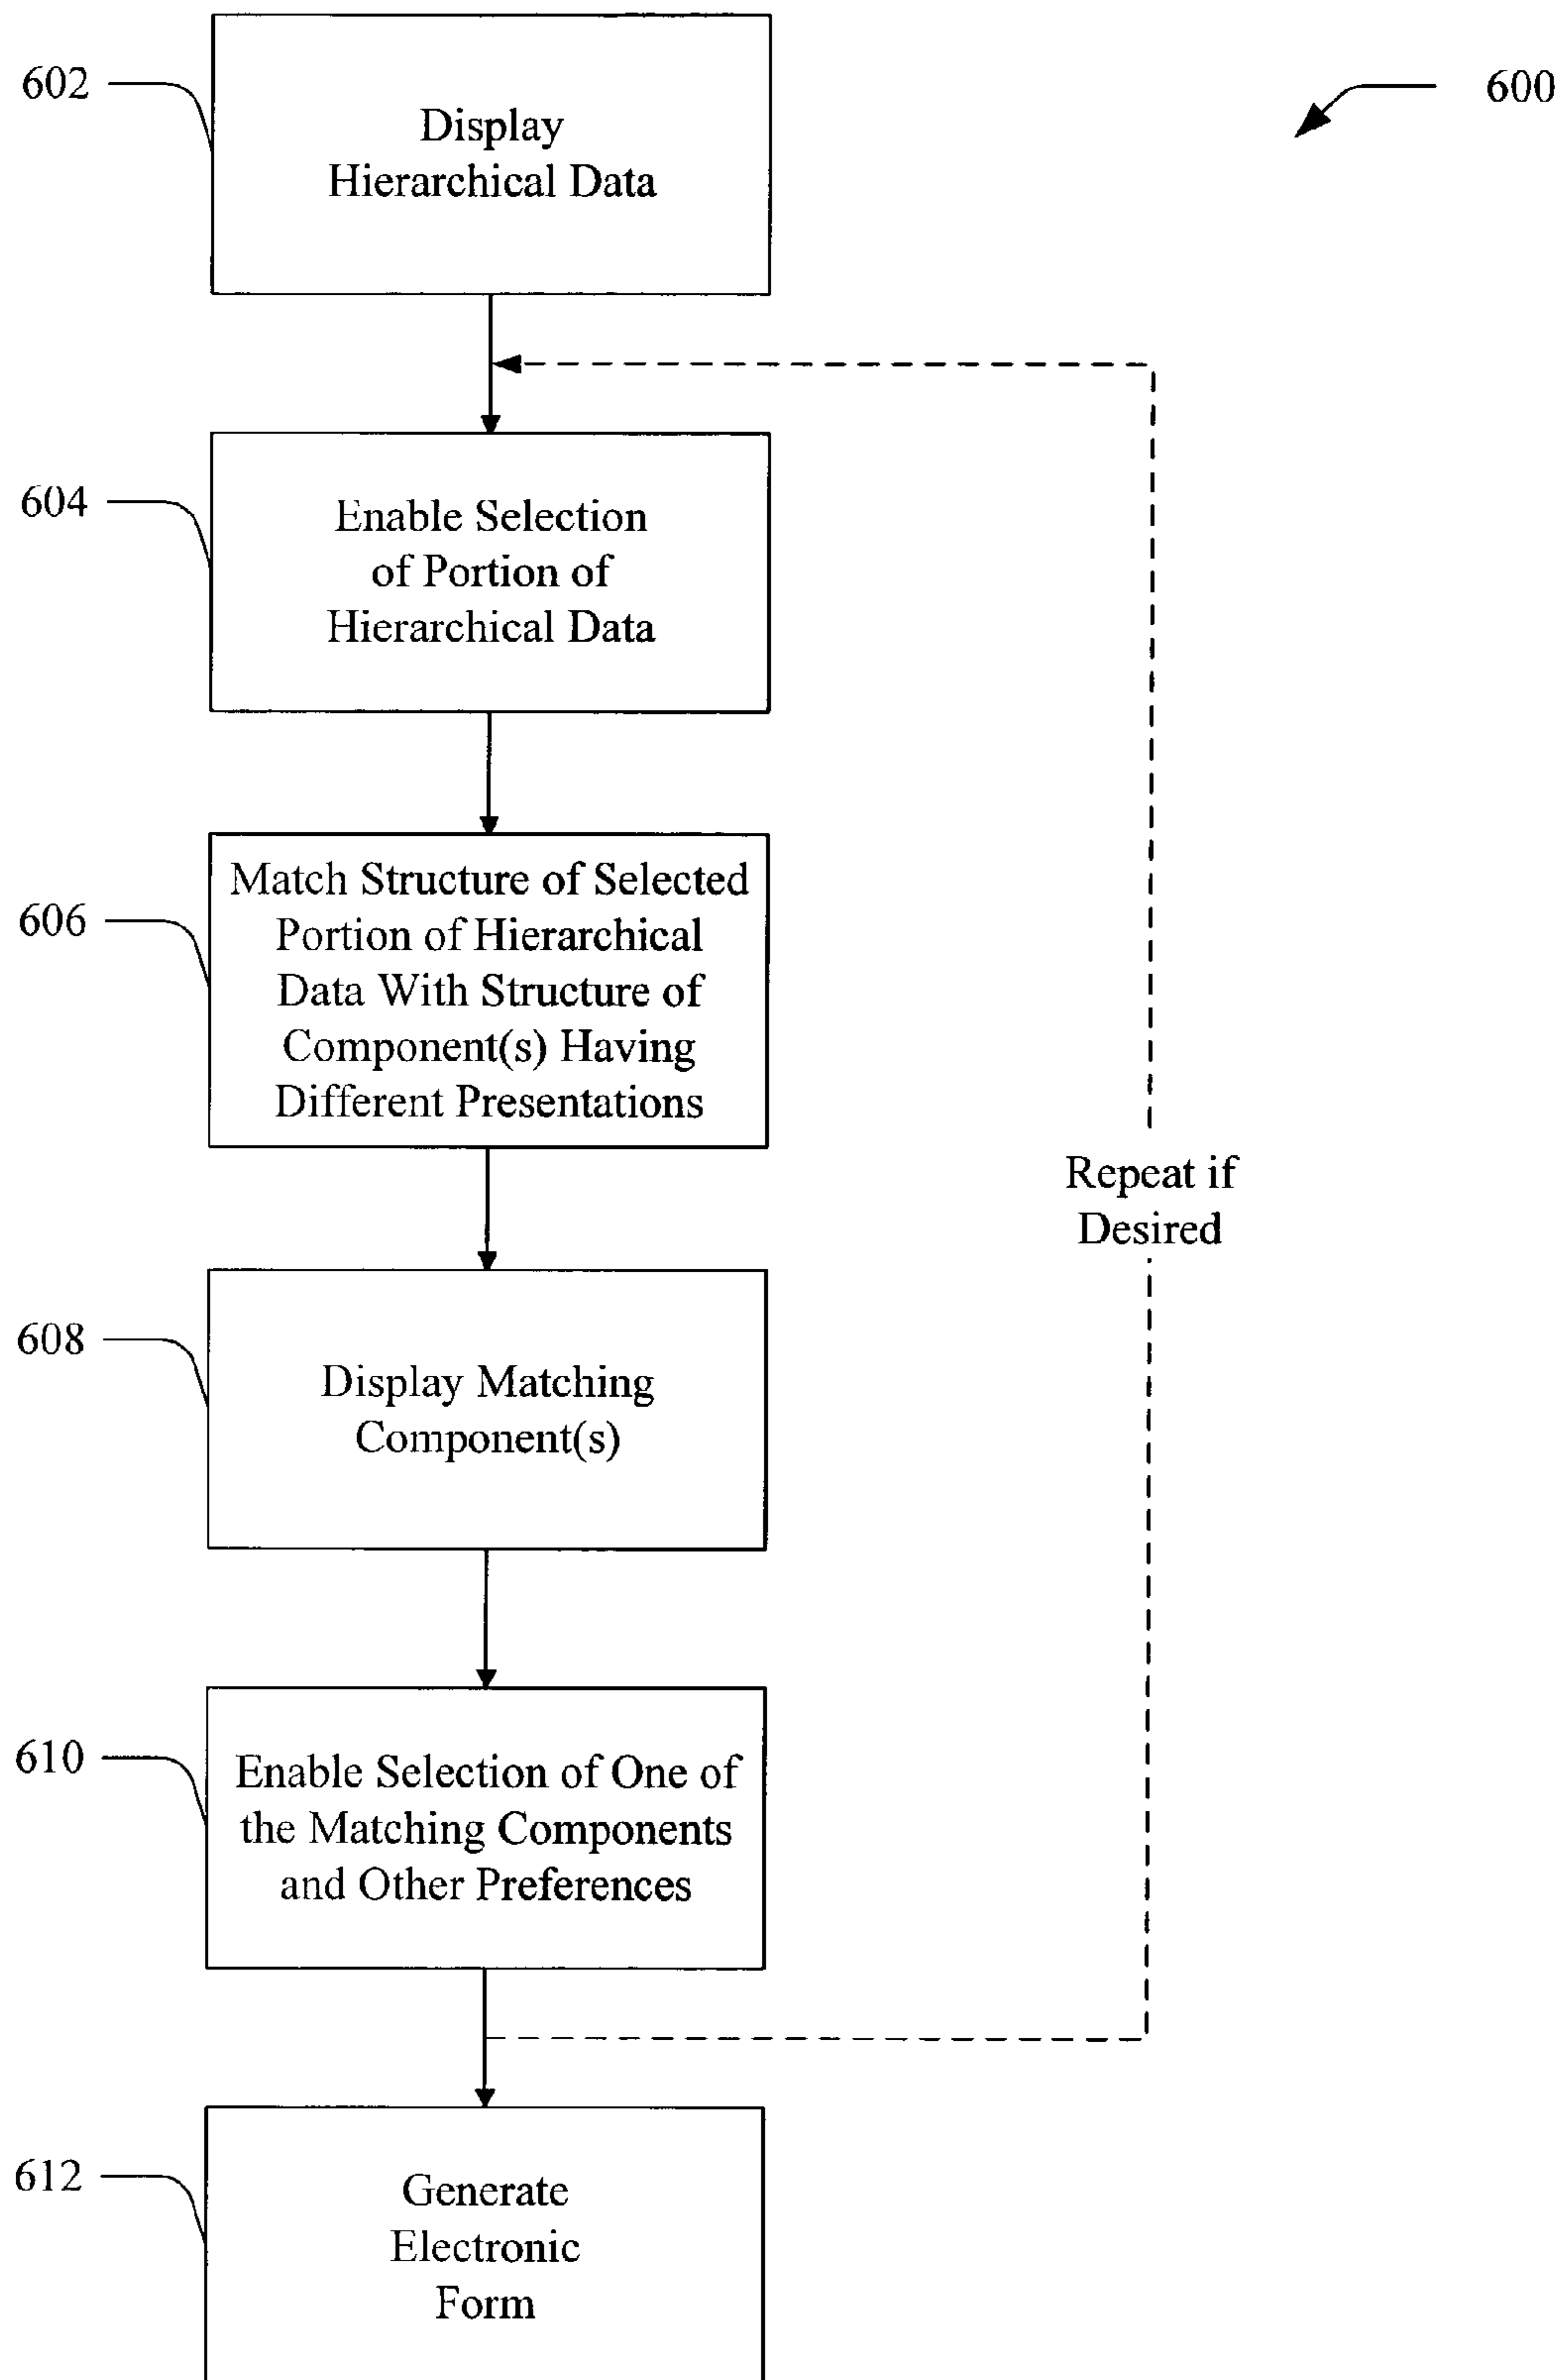 602
600
Display
Hierarchical Data
604
Enable Selection
of Portion of
Hierarchical Data
606
Match Structure of Selected
Portion of Hierarchical
Data With Structure of
Component(s) Having
Different Presentations
Repeat if
Desired
608
Display Matching
Component(s)
610
Enable Selection of One of
the Matching Components
and Other Preferences
612
Generate
Electronic
Form